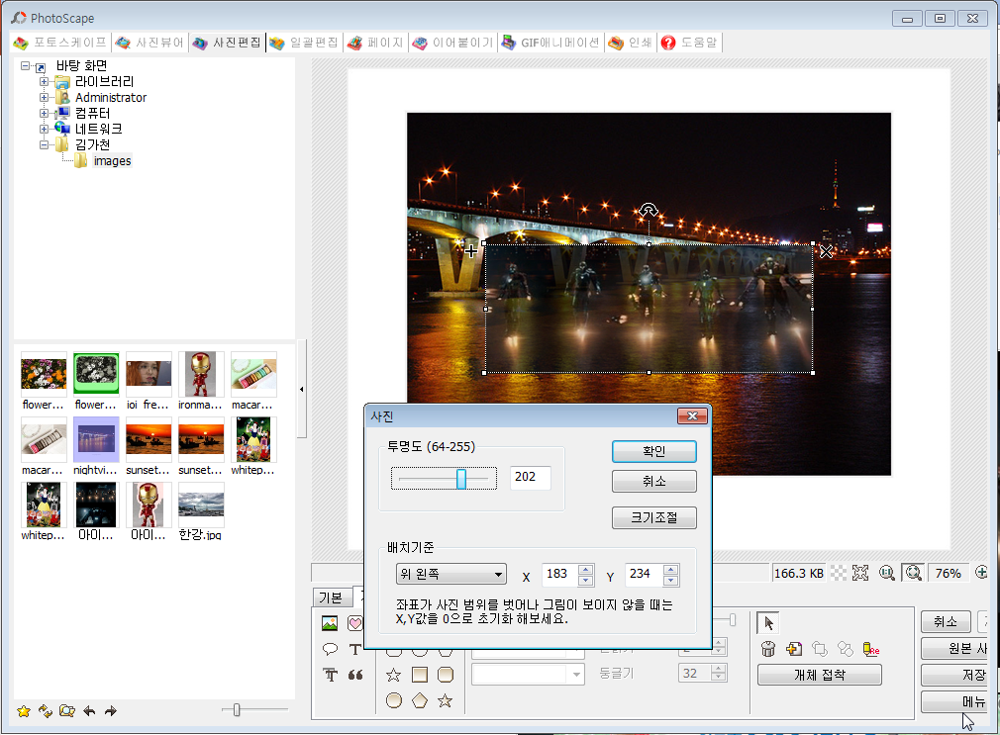 PhotoScape
포토스케이프 사진뷰어 사진편집 일괄편집 페이지 이어붙이기 GIF애니메이션 인쇄 도움말
바탕 화면
라이브러리
Administrator
컴퓨터
네트워크
김가천
images
flower... flower... ioi_fre... ironma... macar...
macar... nightvi... sunset... sunset... whitep...
whitep... 아이... 아이... 한강.jpg
사진
투명도 (64-255)
202
확인
취소
크기조절
배치기준
위 왼쪽 X 183 Y 234
좌표가 사진 범위를 벗어나 그림이 보이지 않을 때는
X,Y값을 0으로 초기화 해보세요.
166.3 KB 76%
기본
취소
원본 사
둥글기 32
개체 접착
저장
메뉴